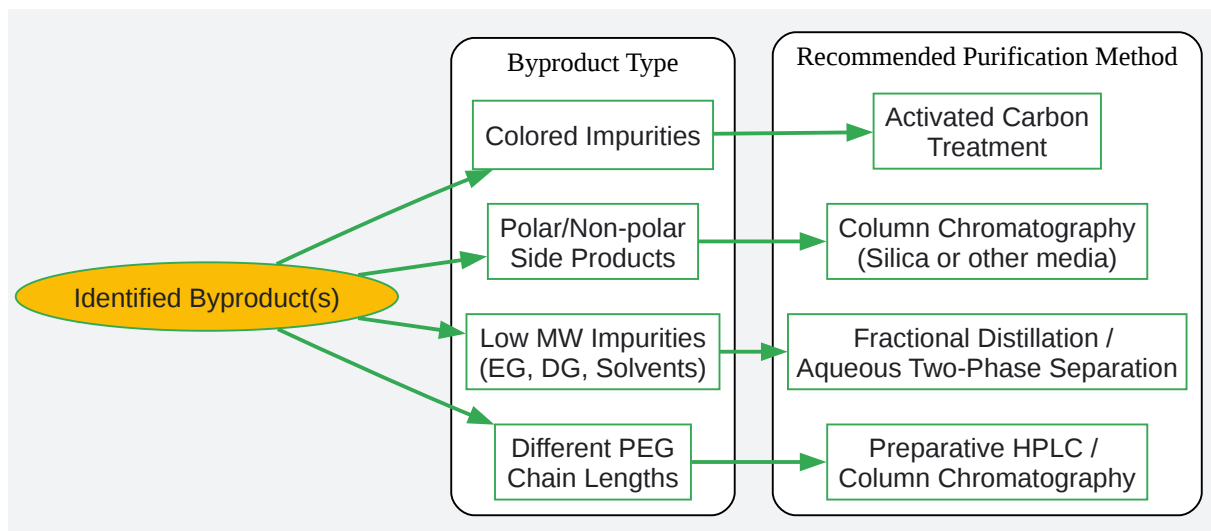 Byproduct Type
Recommended Purification Method
Identified Byproduct(s)
Colored Impurities
Activated Carbon
Treatment
Polar/Non-polar
Side Products
Column Chromatography
(Silica or other media)
Low MW Impurities
(EG, DG, Solvents)
Fractional Distillation /
Aqueous Two-Phase Separation
Different PEG
Chain Lengths
Preparative HPLC /
Column Chromatography